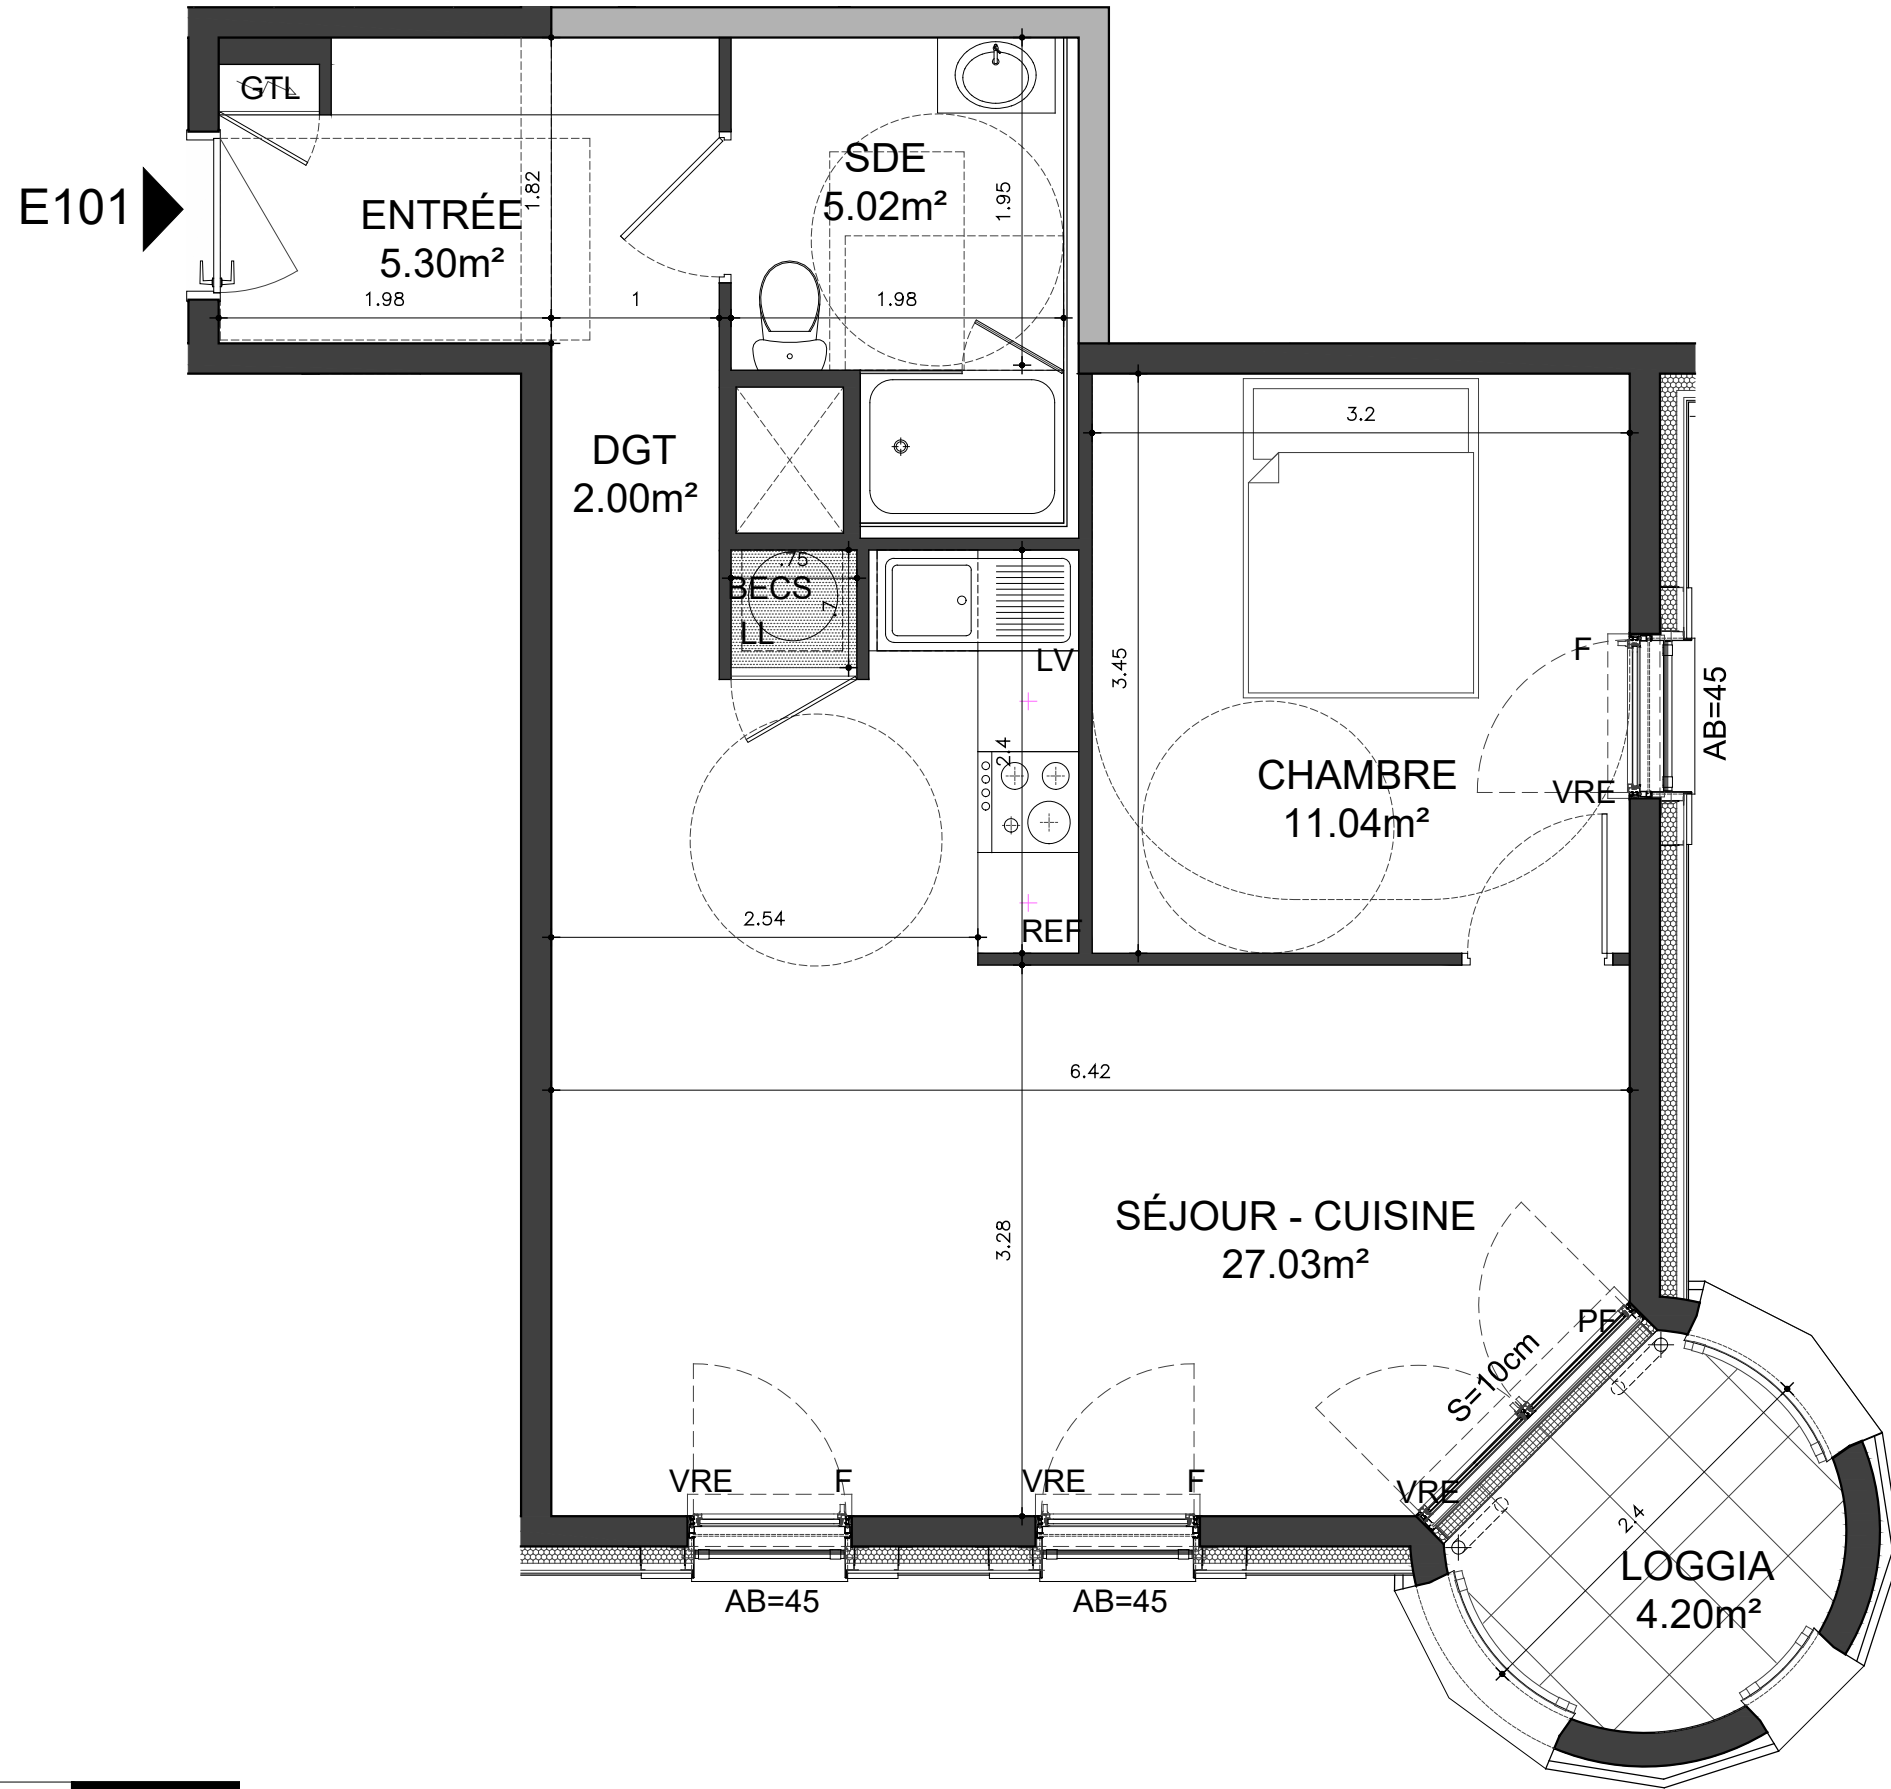 GTL
E101
ENTRÉE
5.30m²
1.82
1.98
1
SDE
5.02m²
1.95
1.98
DGT
2.00m²
.75
BECS
.7
LL
LV
2.4
REF
2.54
3.2
3.45
F
AB=45
CHAMBRE
11.04m²
VRE
6.42
3.28
SÉJOUR - CUISINE
27.03m²
PF
S=10cm
VRE
VRE
F
VRE
F
AB=45
AB=45
2.4
LOGGIA
4.20m²